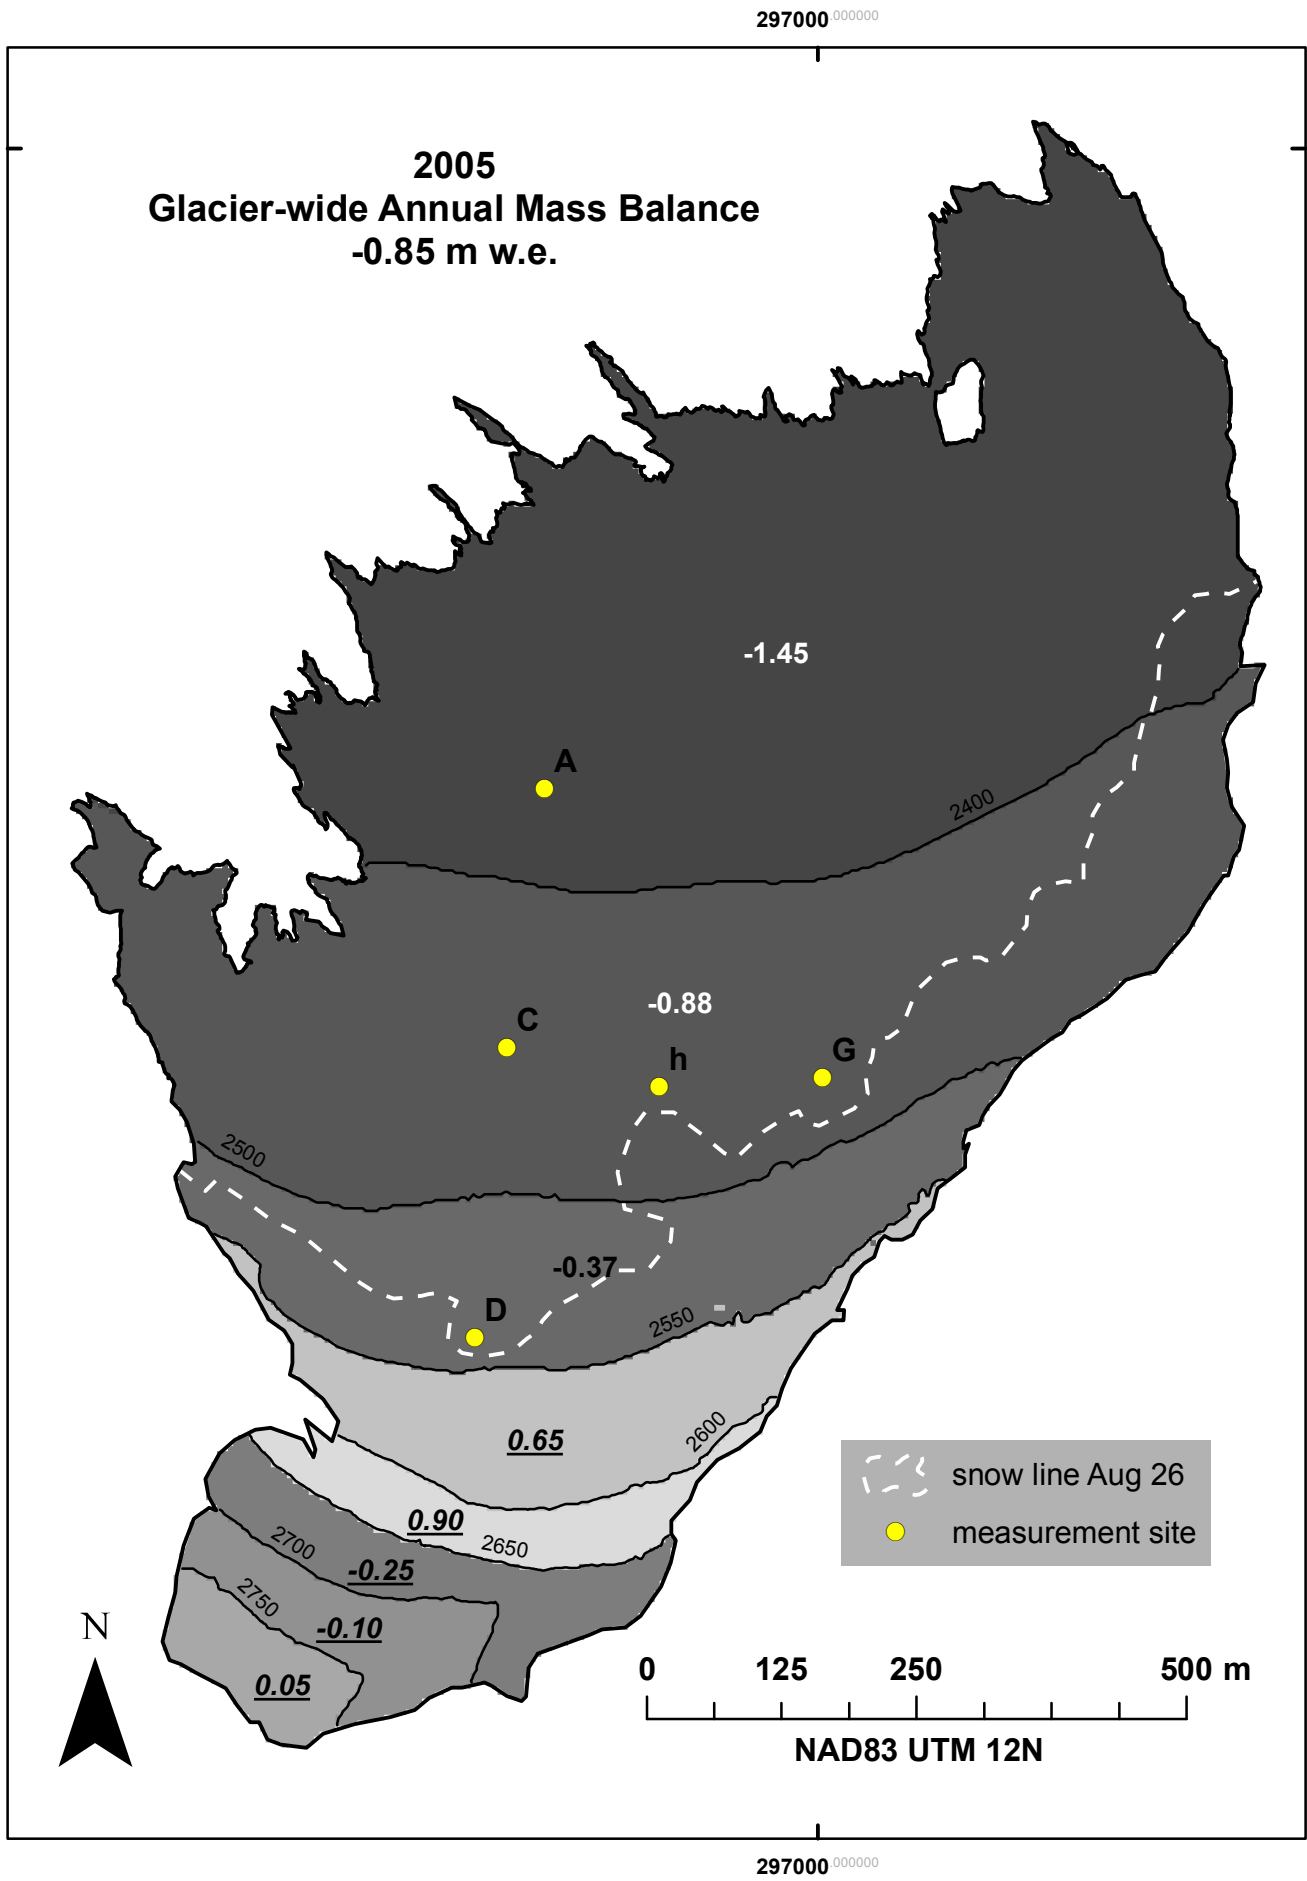 297000.000000
2005
Glacier-wide Annual Mass Balance
-0.85 m w.e.
-1.45
A
2400
-0.88
C
h
G
2500
-0.37
D
2550
0.65
2600
0.90
2650
2700
-0.25
2750
-0.10
0.05
snow line Aug 26
measurement site
N
0 125 250 500 m
NAD83 UTM 12N
297000.000000